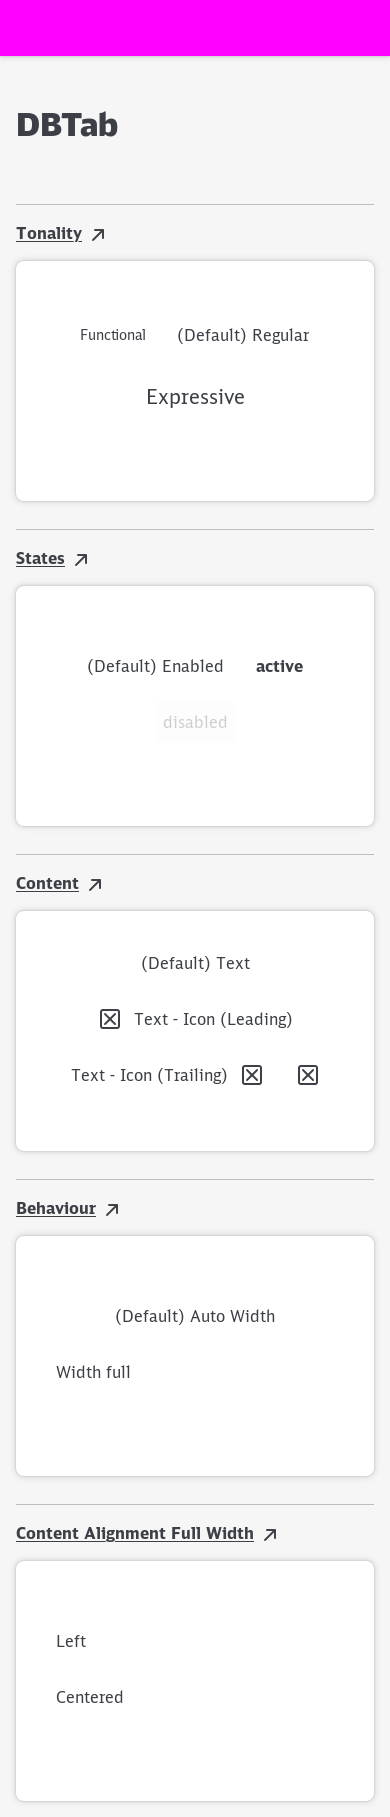 DBTab
Tonality
Functional (Default) Regular
Expressive
States
(Default) Enabled active
disabled
Content
(Default) Text
Text - Icon (Leading)
Text - Icon (Trailing)
Behaviour
(Default) Auto Width
Width full
Content Alignment Full Width
Left
Centered